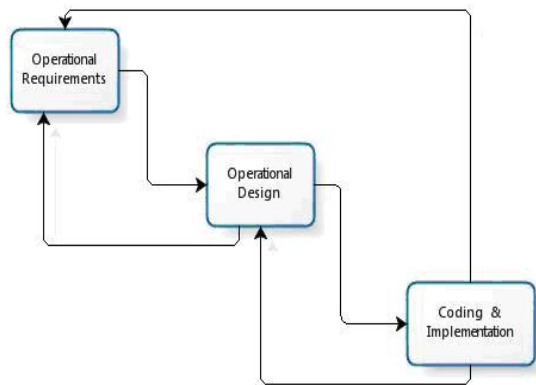 Operational
Requirements
Operational
Design
Coding &
Implementation